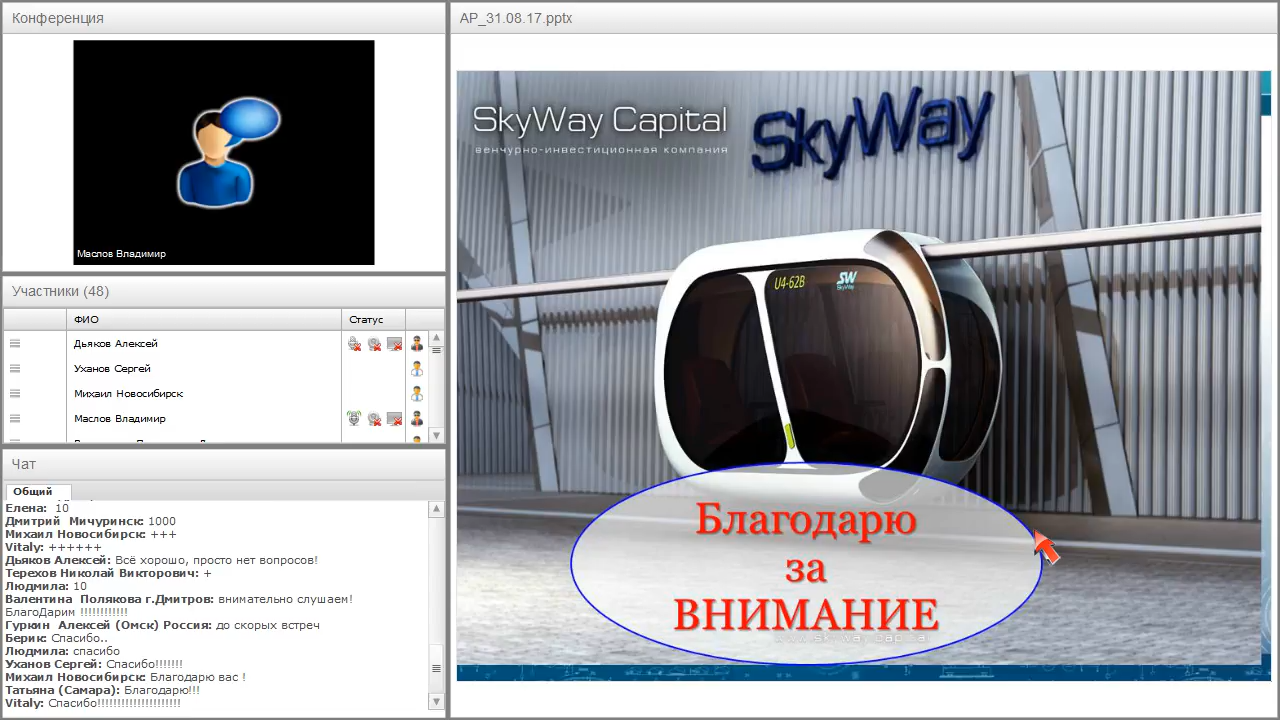 Конференция
Маслов Владимир
Участники (48)
ФИО
Статус
Дьяков Алексей
Уханов Сергей
Михаил Новосибирск
Маслов Владимир
Чат
Общий
Елена: 10
Дмитрий Мичуринск: 1000
Михаил Новосибирск: +++
Vitaly: ++++++
Дьяков Алексей: Всё хорошо, просто нет вопросов!
Терехов Николай Викторович: +
Людмила: 10
Валентина Полякова г.Дмитров: внимательно слушаем!
БлагоДарим !!!!!!!!!!!!
Гуркин Алексей (Омск) Россия: до скорых встреч
Берик: Спасибо..
Людмила: спасибо
Уханов Сергей: Спасибо!!!!!!!
Михаил Новосибирск: Благодарю вас !
Татьяна (Самара): Благодарю!!!
Vitaly: Спасибо!!!!!!!!!!!!!!!!!!!!!
AP_31.08.17.pptx
SkyWay Capital
венчурно-инвестиционная компания
SkyWay
U4-62B
SW
SkyWay
Благодарю
за
ВНИМАНИЕ
www.skyway.capital